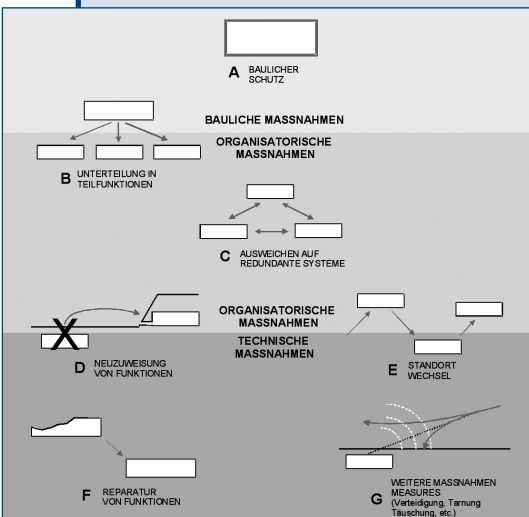 A BAULICHER
SCHUTZ
BAULICHE MASSNAHMEN
ORGANISATORISCHE
MASSNAHMEN
B UNTERTEILUNG IN
TEILFUNKTIONEN
C AUSWEICHEN AUF
REDUNDANTE SYSTEME
ORGANISATORISCHE
MASSNAHMEN
TECHNISCHE
MASSNAHMEN
D NEUZUWEISUNG
VON FUNKTIONEN
E STANDORT
WECHSEL
F REPARATUR
VON FUNKTIONEN
G WEITERE MASSNAHMEN
MEASURES
(Verteidigung, Tarnung
Täuschung, etc.)